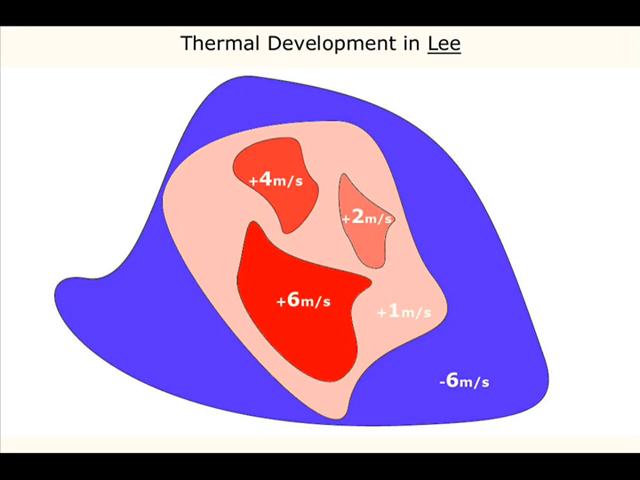 Thermal Development in Lee
+4m/s
+2m/s
+6m/s
+1m/s
-6m/s